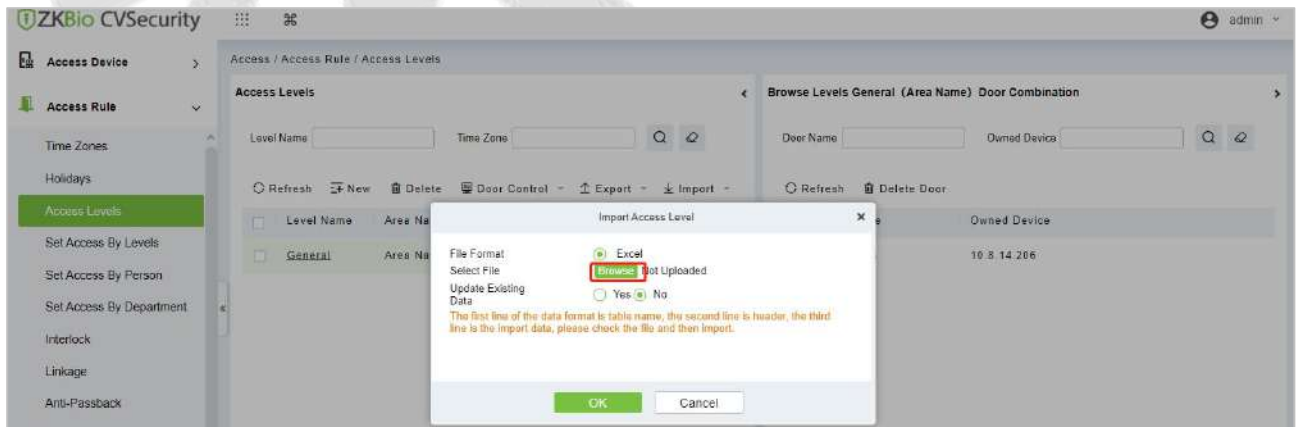 ZKBio CVSecurity
admin
Access Device
Access Rule
Time Zones
Holidays
Access Levels
Set Access By Levels
Set Access By Person
Set Access By Department
Interlock
Linkage
Anti-Passback
Access / Access Rule / Access Levels
Access Levels
Level Name
Time Zone
Refresh New Delete Door Control Export Import
Level Name Area Na
General Area Na
Browse Levels General (Area Name) Door Combination
Door Name Owned Device
Refresh Delete Door
Owned Device
10.8.14.206
Import Access Level
File Format Excel
Select File Browse Not Uploaded
Update Existing
Data
Yes No
The first line of the data format is table name, the second line is header, the third
line is the import data, please check the file and then import.
OK Cancel